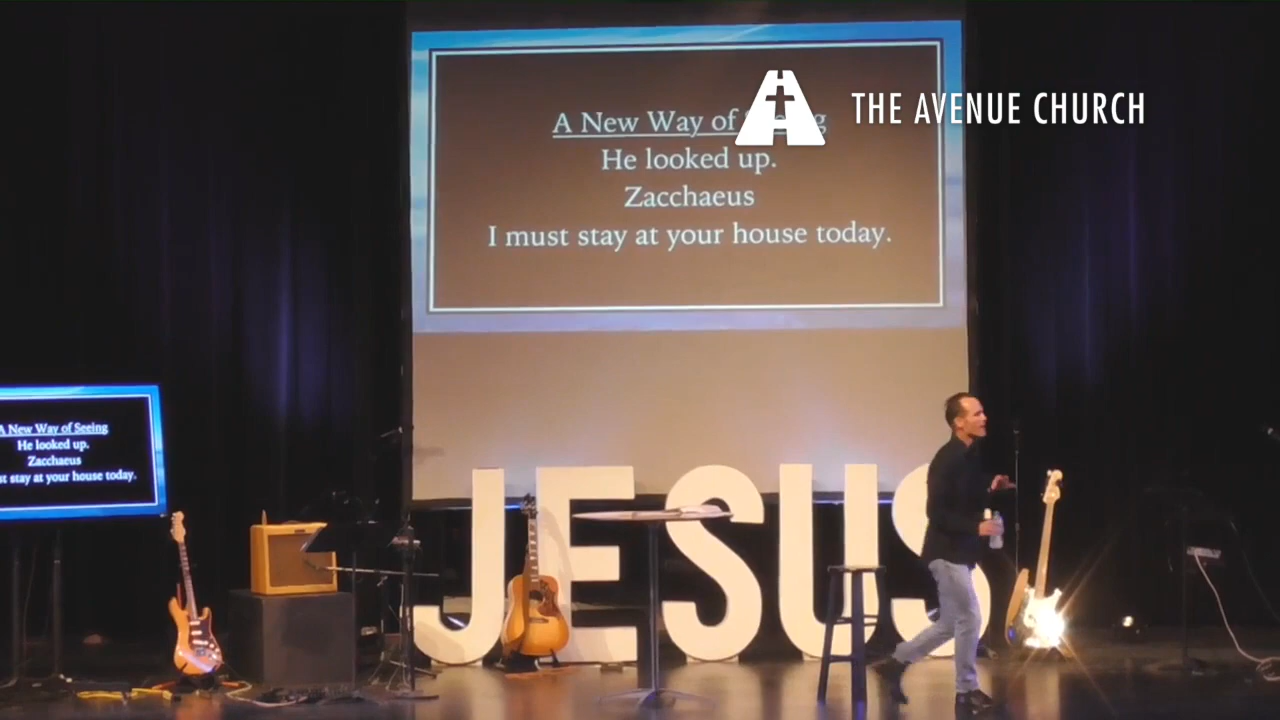 A New Way of
He looked up.
Zacchaeus
I must stay at your house today.
THE AVENUE CHURCH
A New Way of Seeing
He looked up.
Zacchaeus
stay at your house today.
JESUS